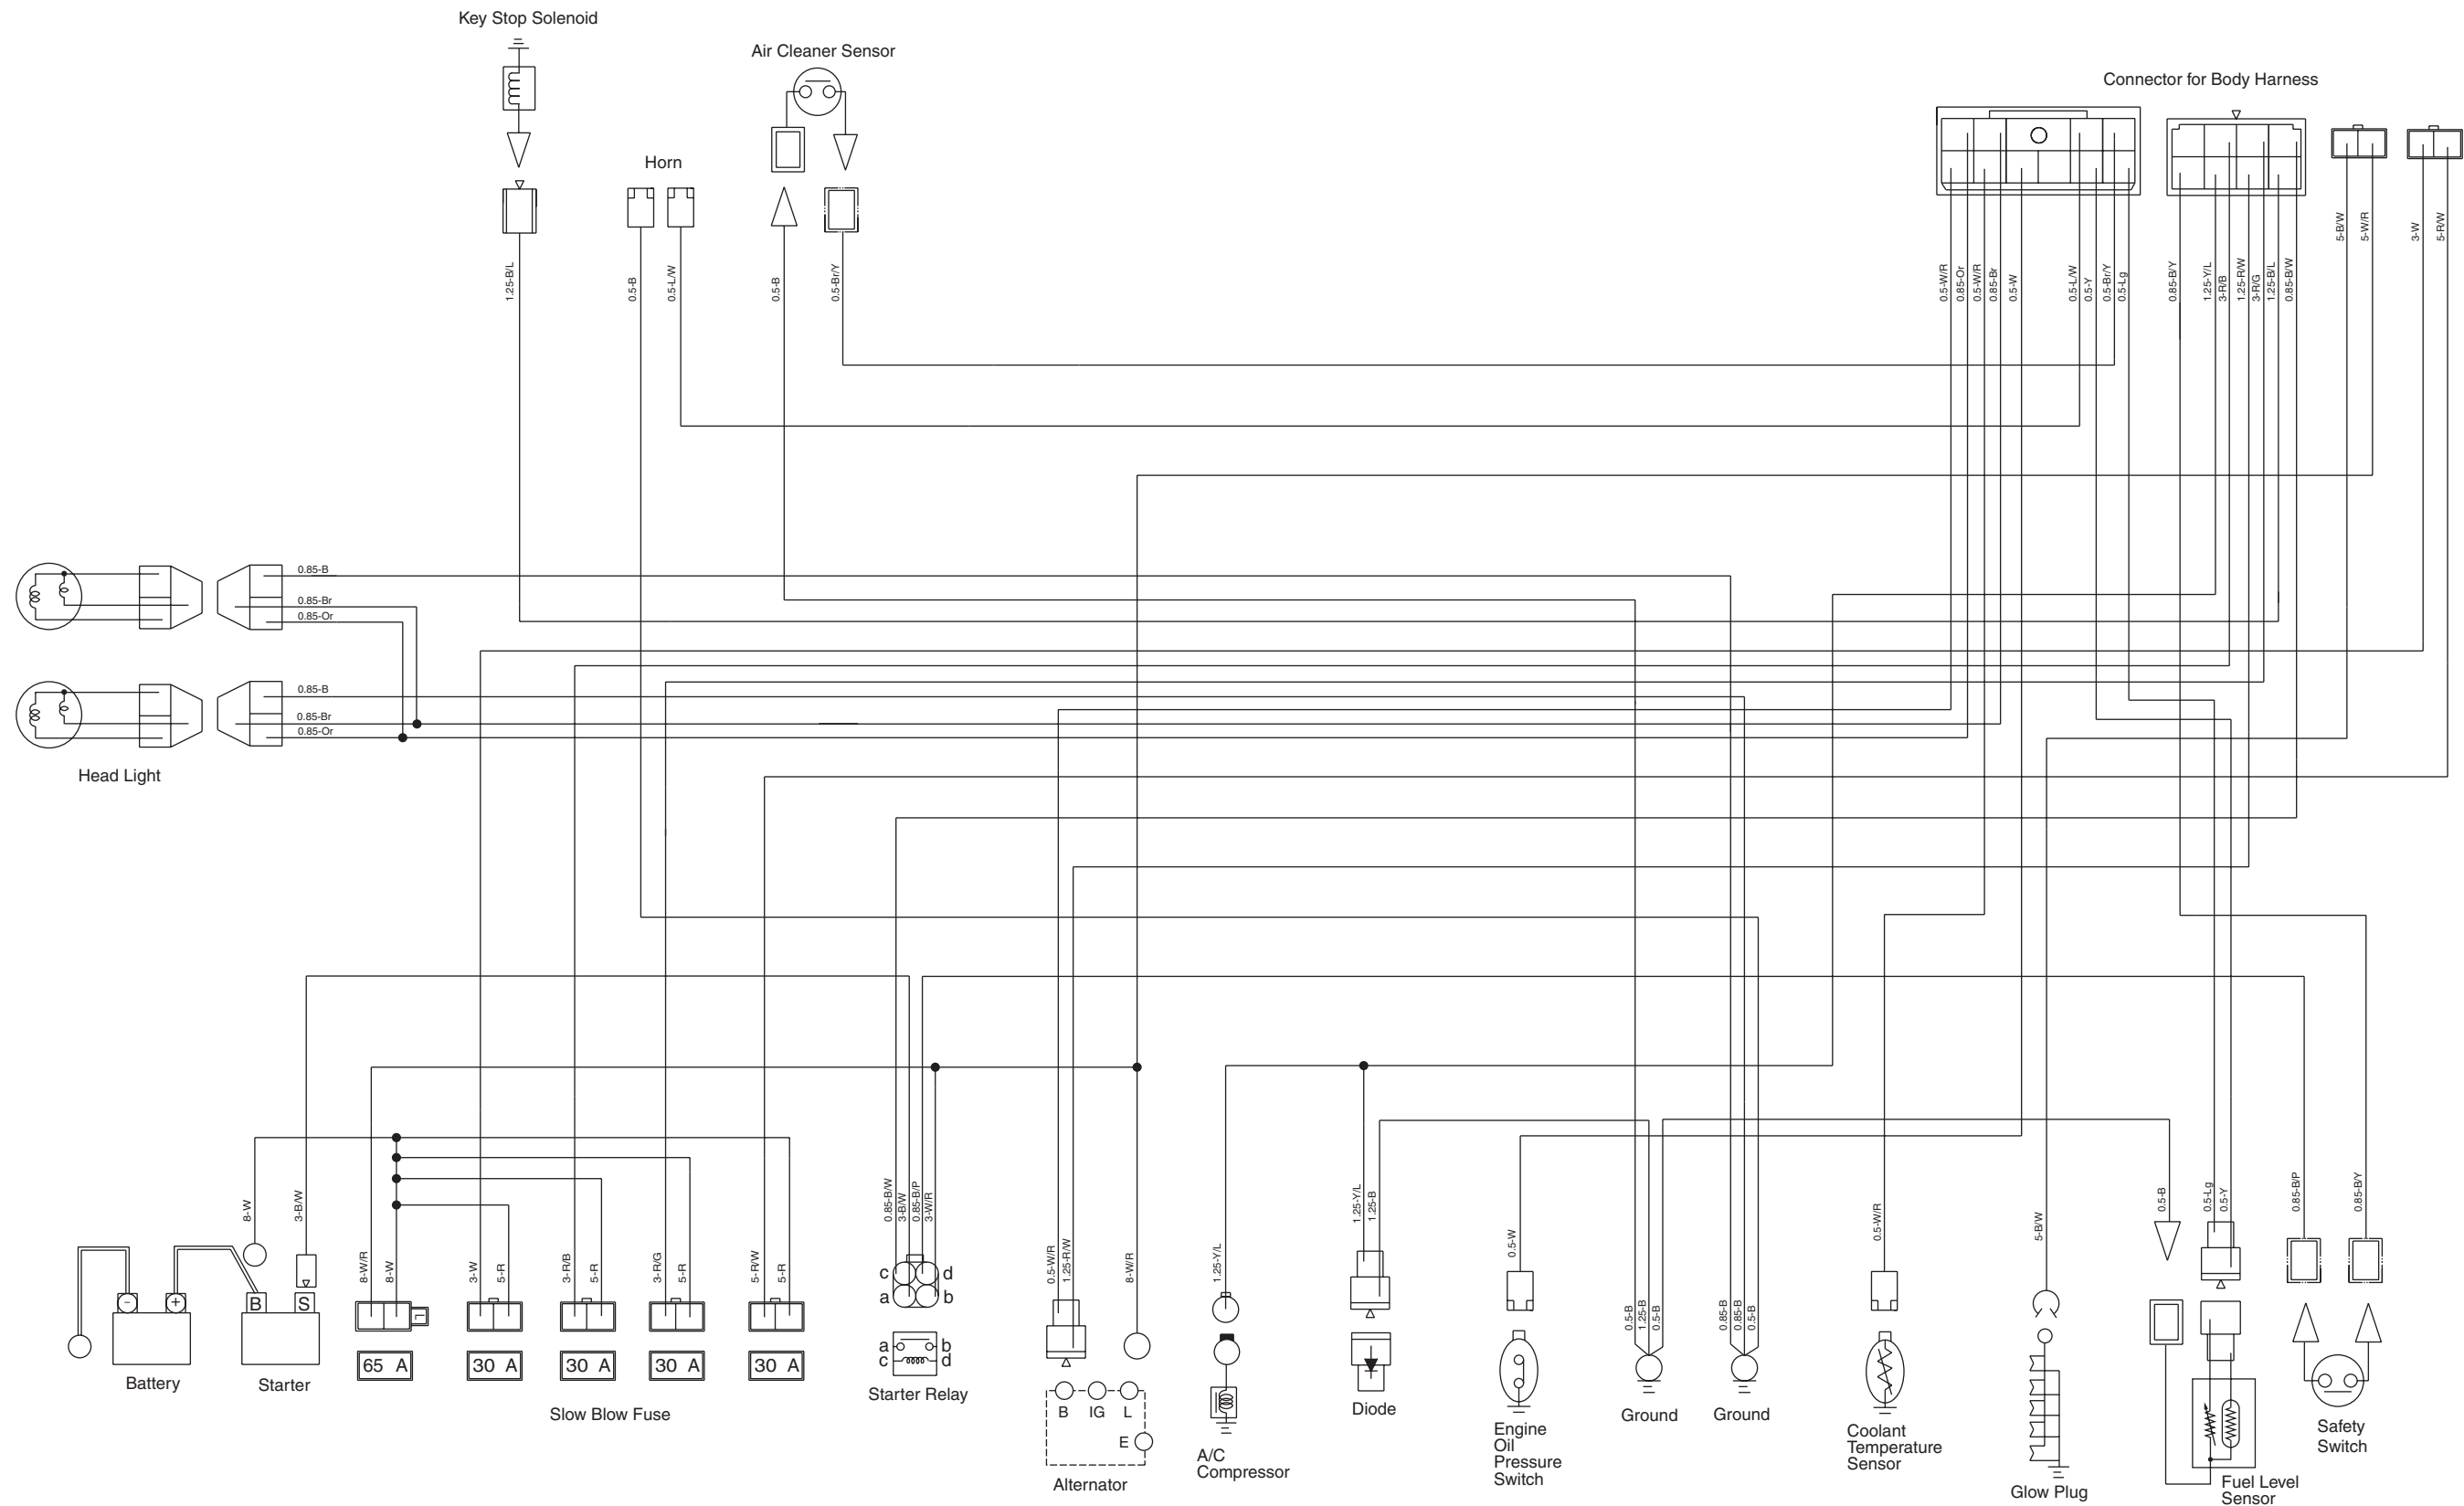 Key Stop Solenoid
Air Cleaner Sensor
Connector for Body Harness
Horn
1.25-B/L
0.5-B
0.5-L/W
0.5-B
0.5-Br/Y
0.5-W/R
0.85-Or
0.5-W/R
0.85-Br
0.5-W
0.5-L/W
0.5-Y
0.5-Br/Y
0.5-Lg
0.85-B/Y
1.25-Y/L
3-R/B
1.25-R/W
3-R/G
1.25-B/L
0.85-B/W
5-B/W
5-W/R
3-W
5-R/W
0.85-B
0.85-Br
0.85-Or
0.85-B
0.85-Br
0.85-Or
Head Light
8-W
3-B/W
8-W/R
8-W
3-W
5-R
3-R/B
5-R
3-R/G
5-R
5-R/W
5-R
0.85-B/W
3-B/W
0.85-B/P
3-W/R
0.5-W/R
1.25-R/W
8-W/R
1.25-Y/L
1.25-Y/L
1.25-B
0.5-W
0.5-B
1.25-B
0.5-B
0.85-B
0.85-B
0.5-B
0.5-W/R
5-B/W
0.5-B
0.5-Lg
0.5-Y
0.85-B/P
0.85-B/Y
c d
a b
- +
B S
65 A
30 A
30 A
30 A
30 A
a b
c d
Battery
Starter
Slow Blow Fuse
Starter Relay
B IG L
E
Alternator
A/C
Compressor
Diode
Engine
Oil
Pressure
Switch
Ground
Ground
Coolant
Temperature
Sensor
Glow Plug
Fuel Level
Sensor
Safety
Switch